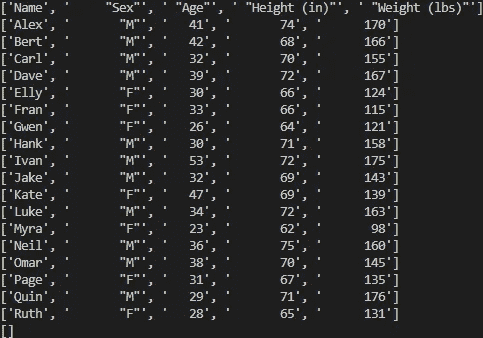 ['Name', '     "Sex"', ' "Age"', ' "Height (in)"', ' "Weight (lbs)"']
['Alex', '       "M"', '   41', '       74', '      170']
['Bert', '       "M"', '   42', '       68', '      166']
['Carl', '       "M"', '   32', '       70', '      155']
['Dave', '       "M"', '   39', '       72', '      167']
['Elly', '       "F"', '   30', '       66', '      124']
['Fran', '       "F"', '   33', '       66', '      115']
['Gwen', '       "F"', '   26', '       64', '      121']
['Hank', '       "M"', '   30', '       71', '      158']
['Ivan', '       "M"', '   53', '       72', '      175']
['Jake', '       "M"', '   32', '       69', '      143']
['Kate', '       "F"', '   47', '       69', '      139']
['Luke', '       "M"', '   34', '       72', '      163']
['Myra', '       "F"', '   23', '       62', '       98']
['Neil', '       "M"', '   36', '       75', '      160']
['Omar', '       "M"', '   38', '       70', '      145']
['Page', '       "F"', '   31', '       67', '      135']
['Quin', '       "M"', '   29', '       71', '      176']
['Ruth', '       "F"', '   28', '       65', '      131']
[]